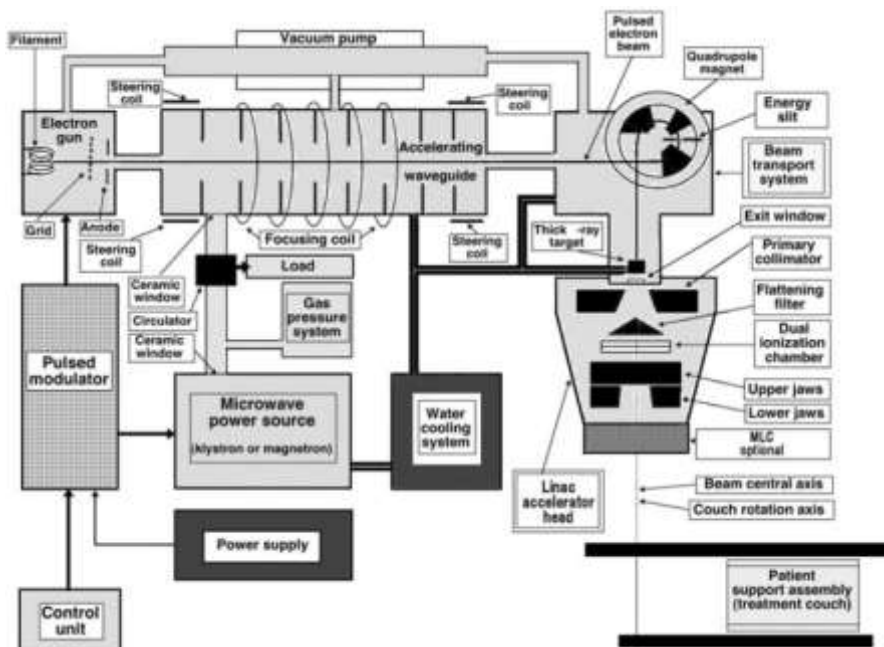 Filament
Vacuum pump
Pulsed
electron
beam
Quadrupole
magnet
Steering
coil
Steering
coil
Energy
slit
Electron
gun
Accelerating
waveguide
Beam
transport
system
Grid
Anode
Steering
coil
Focusing coil
Steering
coil
Thick -ray
target
Exit window
Primary
collimator
Ceramic
window
Load
Circulator
Gas
pressure
system
Flattening
filter
Ceramic
window
Dual
ionization
chamber
Pulsed
modulator
Microwave
power source
(klystron or magnetron)
Water
cooling
system
Upper jaws
Lower jaws
MLC
sptional
Linac
accelerator
head
Beam central axis
Couch rotation axis
Power supply
Patient
support assembly
(treatment couch)
Control
unit